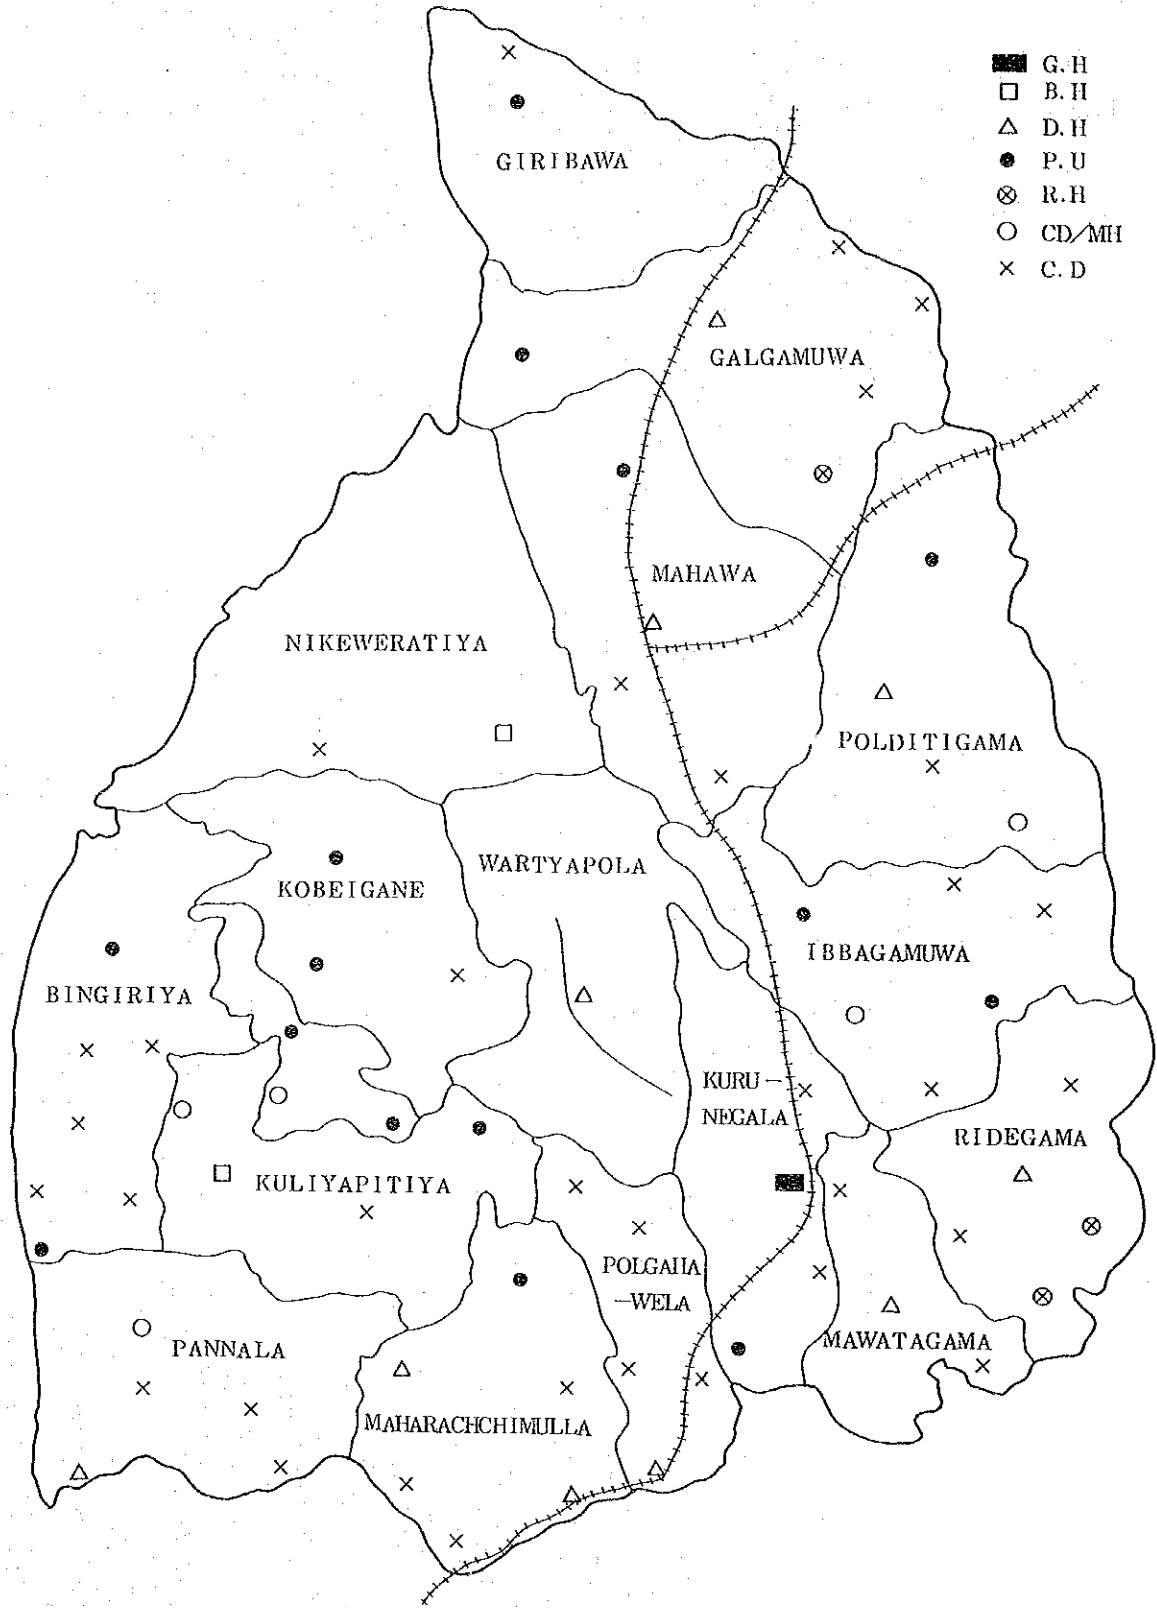 G.H
B.H
D.H
P.U
R.H
CD/MH
C.D
GIRIBAWA
GALGAMUWA
MAHAWA
NIKEWERATIYA
POLDITIGAMA
WARTYAPOLA
KOBEIGANE
IBBAGAMUWA
BINGIRIYA
KURU-
NEGALA
RIDEGAMA
KULIYAPITIYA
POLGAHA
-WELA
MAWATAGAMA
PANNALA
MAHARACHCHIMULLA